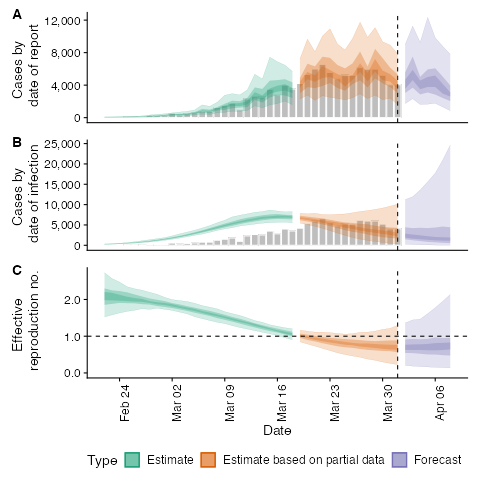 A
12,000
8,000
4,000
0
Cases by
date of report
B
25,000
20,000
15,000
10,000
5,000
0
Cases by
date of infection
C
2.0
1.0
0.0
Effective
reproduction no.
Feb 24
Mar 02
Mar 09
Mar 16
Mar 23
Mar 30
Apr 06
Date
Type Estimate Estimate based on partial data Forecast